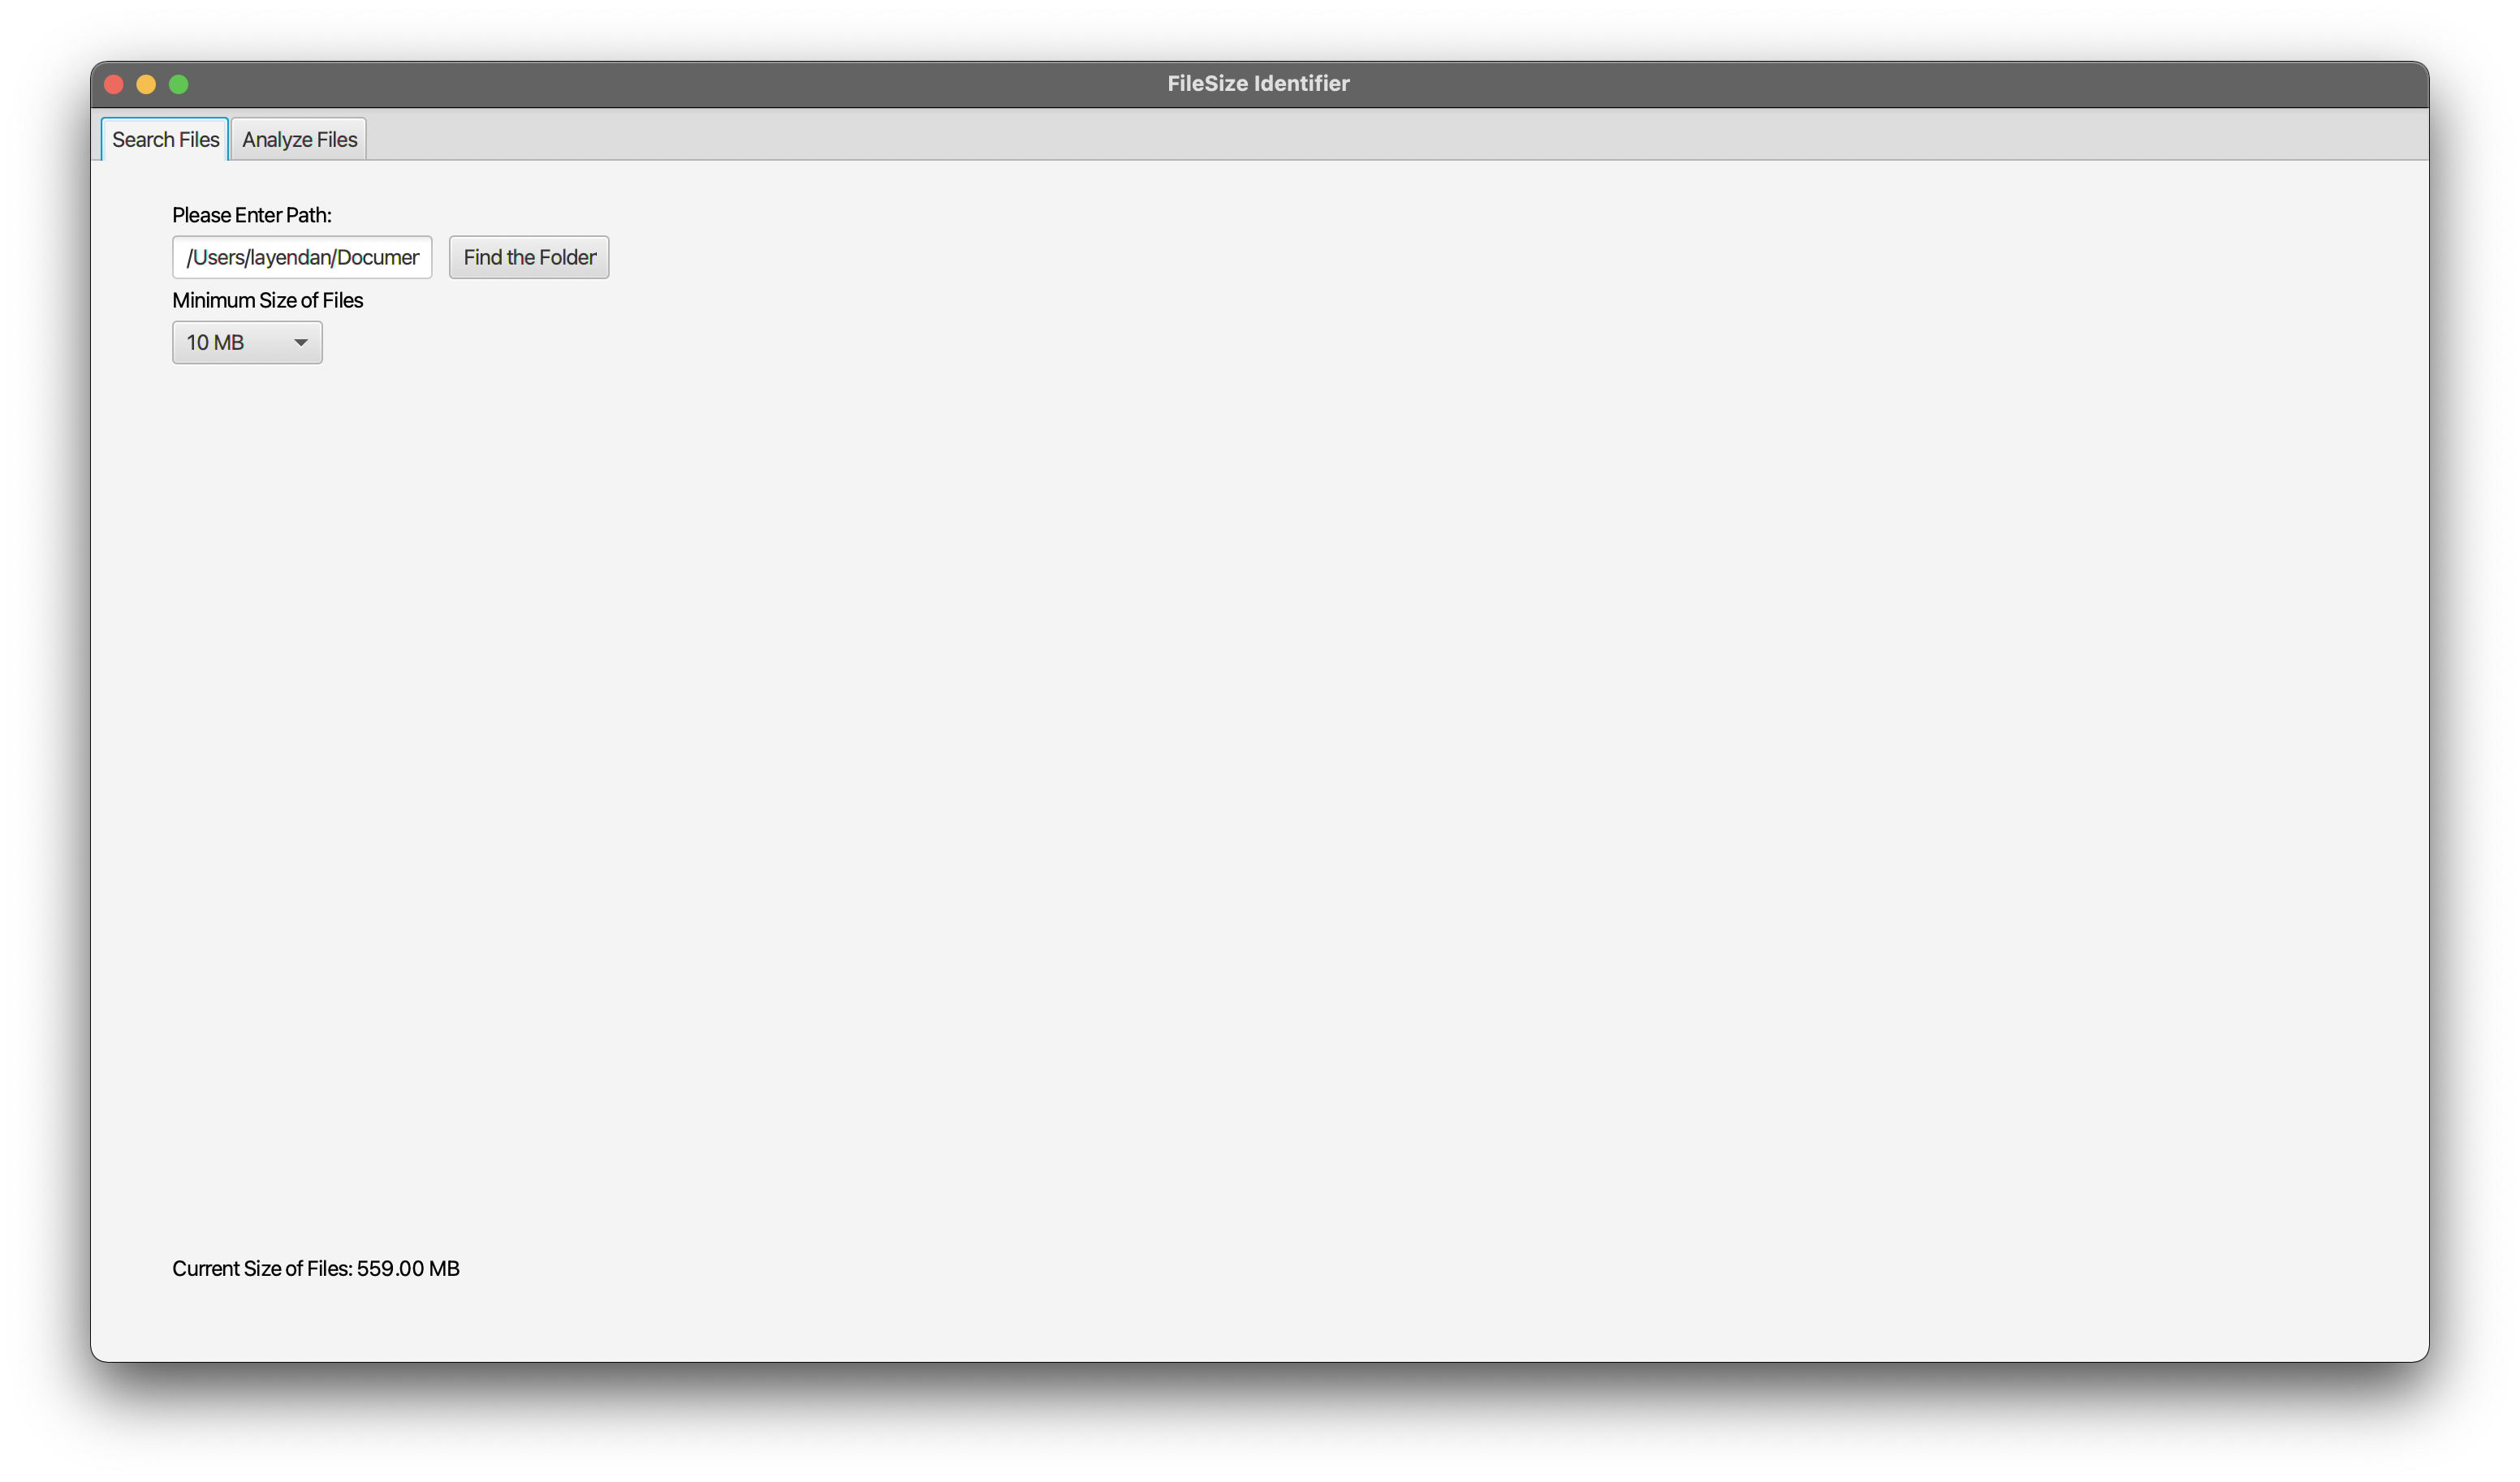 FileSize Identifier
Search Files Analyze Files
Please Enter Path:
/Users/layendan/Documer Find the Folder
Minimum Size of Files
10 MB
Current Size of Files: 559.00 MB